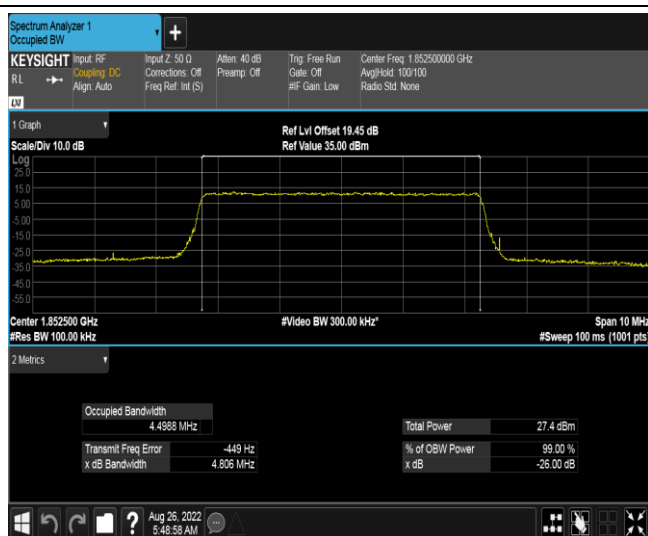 Spectrum Analyzer 1
Occupied BW
+
KEYSIGHT Input: RF Input Z: 50 Ω Atten: 40 dB Trig: Free Run Center Freq: 1.852500000 GHz
RL Coupling: DC Corrections: Off Preamp: Off Gate: Off Avg|Hold: 100/100
Align: Auto Freq Ref: Int (S) #IF Gain: Low Radio Std: None
LXI
1 Graph
Ref Lvl Offset 19.45 dB
Scale/Div 10.0 dB Ref Value 35.00 dBm
Log
25.0
15.0
5.00
-5.00
-15.0
-25.0
-35.0
-45.0
-55.0
Center 1.852500 GHz #Video BW 300.00 kHz* Span 10 MHz
#Res BW 100.00 kHz #Sweep 100 ms (1001 pts)
2 Metrics
Occupied Bandwidth
4.4988 MHz Total Power 27.4 dBm
Transmit Freq Error -449 Hz % of OBW Power 99.00 %
x dB Bandwidth 4.806 MHz x dB -26.00 dB
? Aug 26, 2022
5:48:58 AM